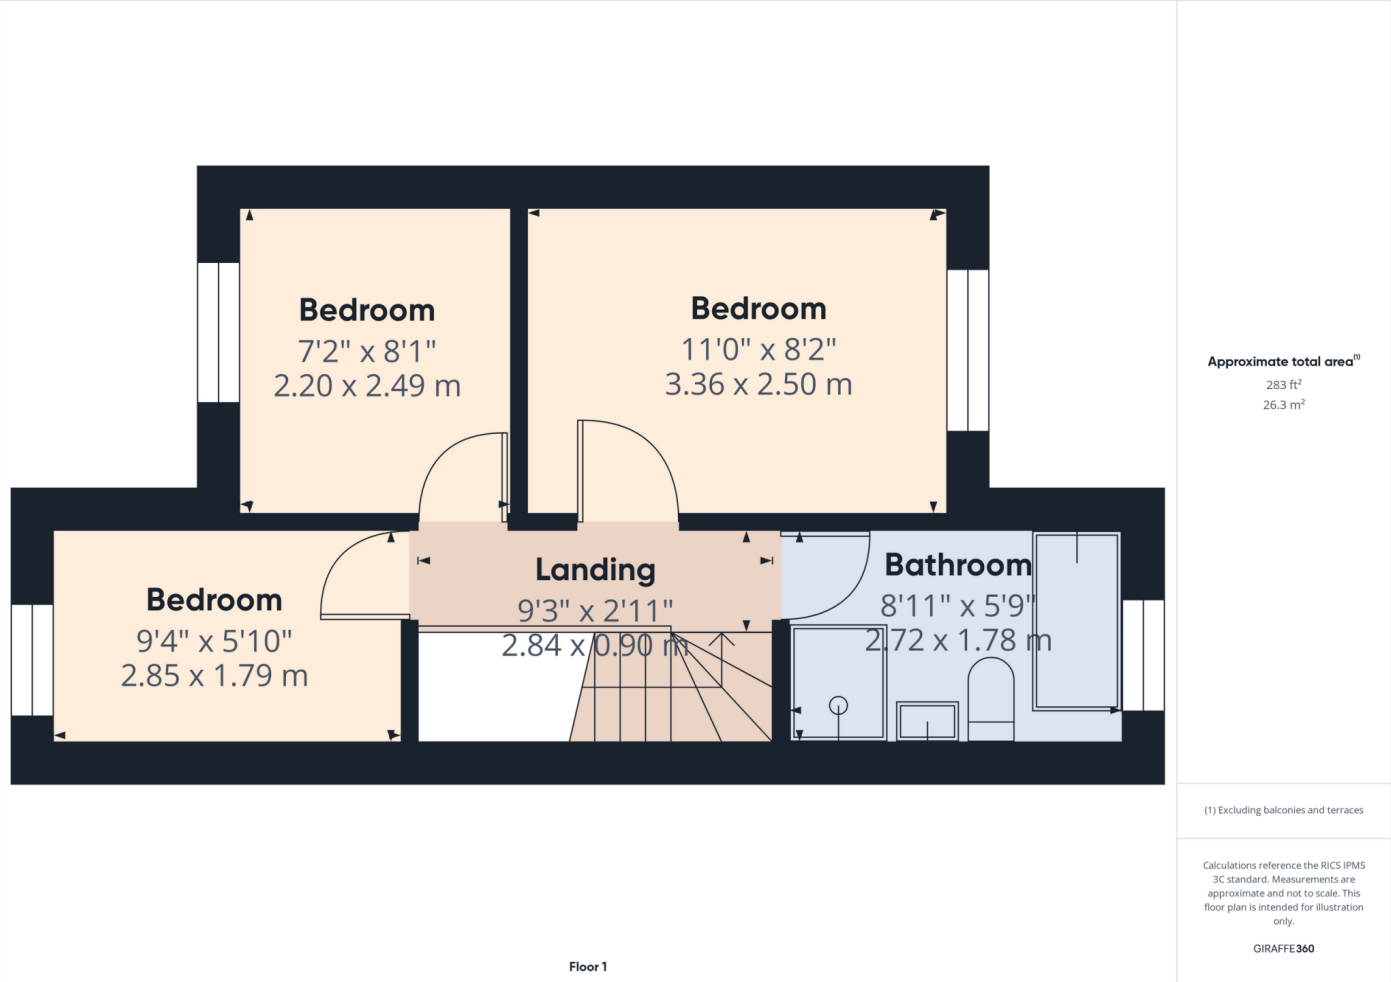 Bedroom
7'2" x 8'1"
2.20 x 2.49 m
Bedroom
11'0" x 8'2"
3.36 x 2.50 m
Bedroom
9'4" x 5'10"
2.85 x 1.79 m
Landing
9'3" x 2'11"
2.84 x 0.90 m
Bathroom
8'11" x 5'9"
2.72 x 1.78 m
Floor 1
Approximate total area⁽¹⁾
283 ft²
26.3 m²
(1) Excluding balconies and terraces
Calculations reference the RICS IPMS
3C standard. Measurements are
approximate and not to scale. This
floor plan is intended for illustration
only.
GIRAFFE360